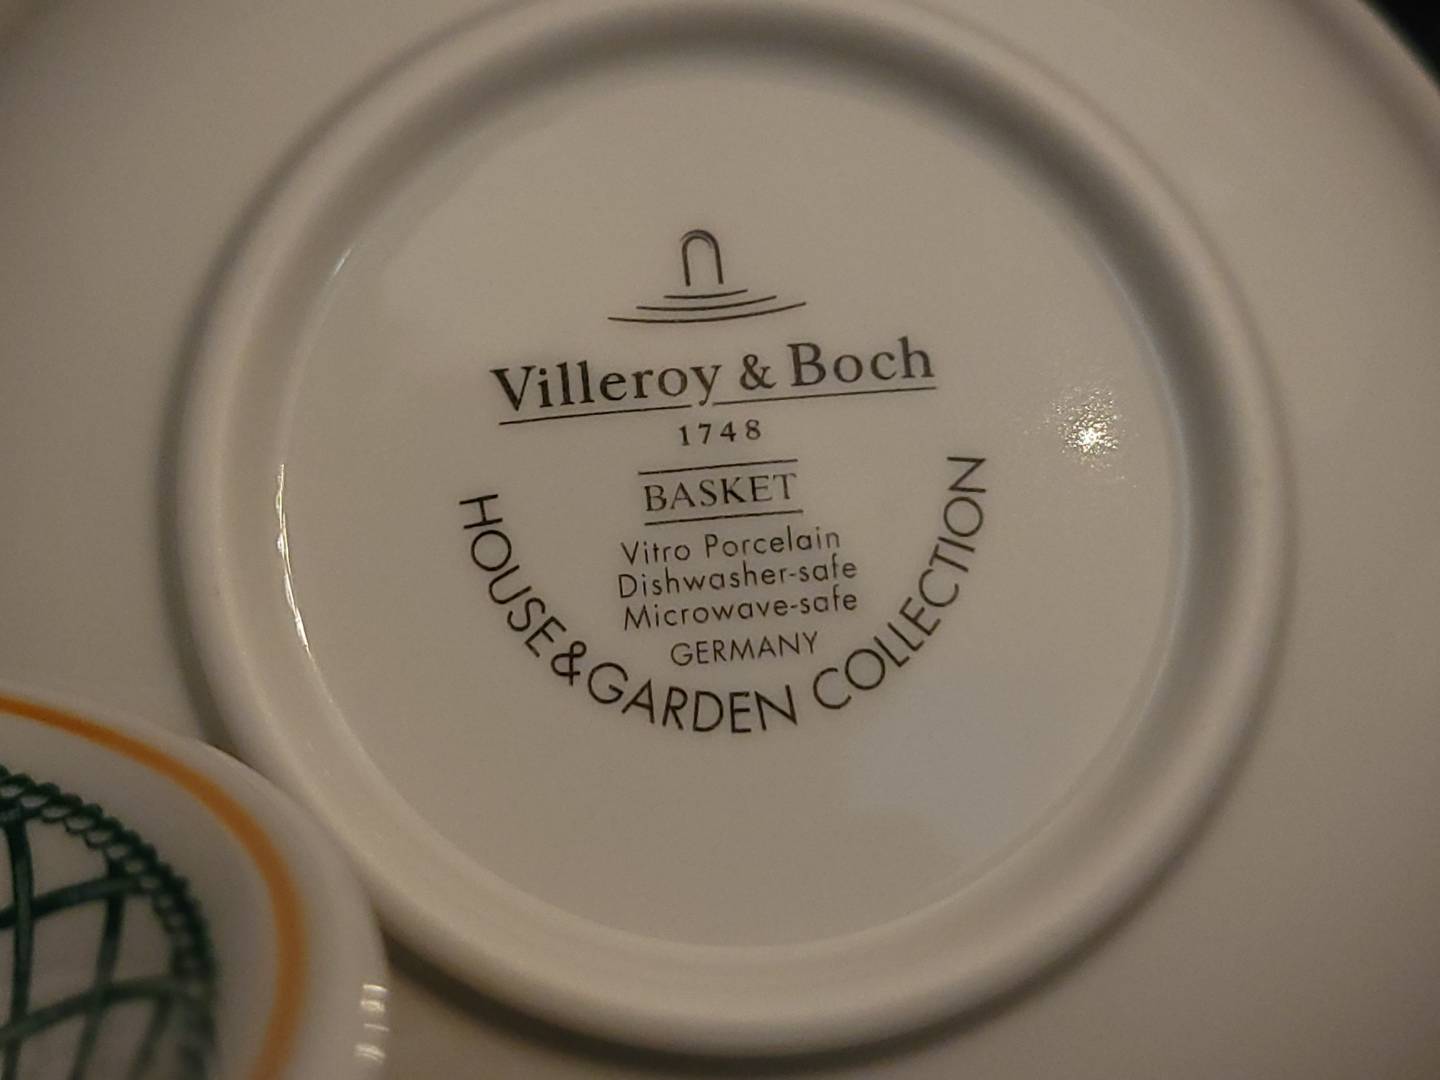 Villeroy & Boch
1748
BASKET
Vitro Porcelain
Dishwasher-safe
Microwave-safe
GERMANY
HOUSE & GARDEN COLLECTION